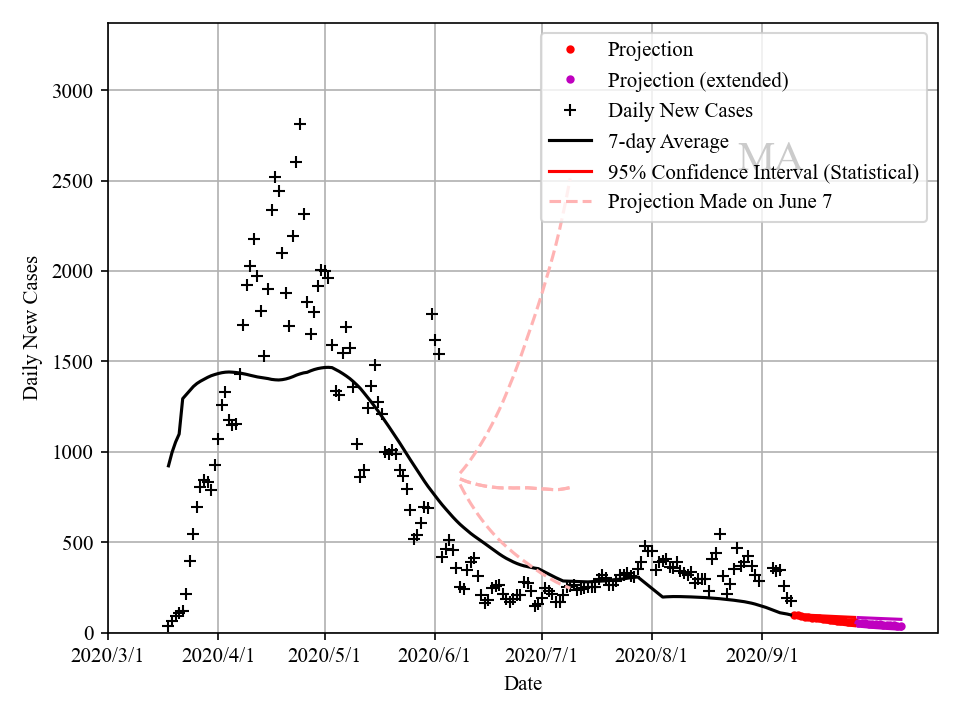 Projection
Projection (extended)
Daily New Cases
7-day Average
95% Confidence Interval (Statistical)
Projection Made on June 7
MA
3000
2500
2000
1500
1000
500
0
Daily New Cases
2020/3/1 2020/4/1 2020/5/1 2020/6/1 2020/7/1 2020/8/1 2020/9/1
Date